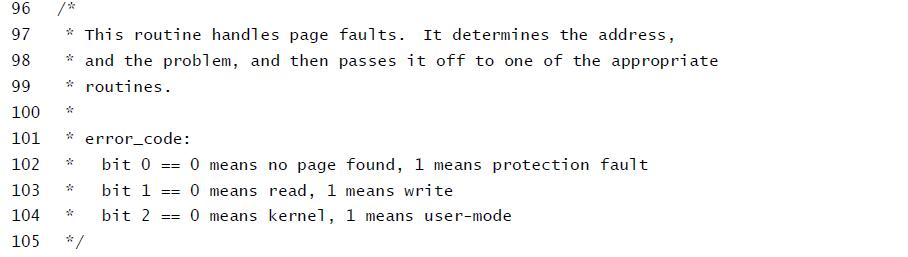 96 /*
97 * This routine handles page faults. It determines the address,
98 * and the problem, and then passes it off to one of the appropriate
99 * routines.
100 *
101 * error_code:
102 * bit 0 == 0 means no page found, 1 means protection fault
103 * bit 1 == 0 means read, 1 means write
104 * bit 2 == 0 means kernel, 1 means user-mode
105 */